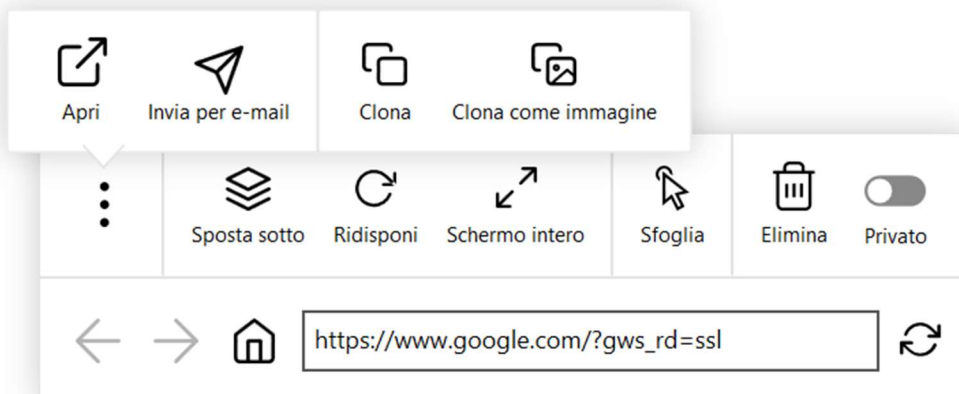 Apri
Invia per e-mail
Clona
Clona come immagine
Sposta sotto
Ridisponi
Schermo intero
Sfoglia
Elimina
Privato
https://www.google.com/?gws_rd=ssl